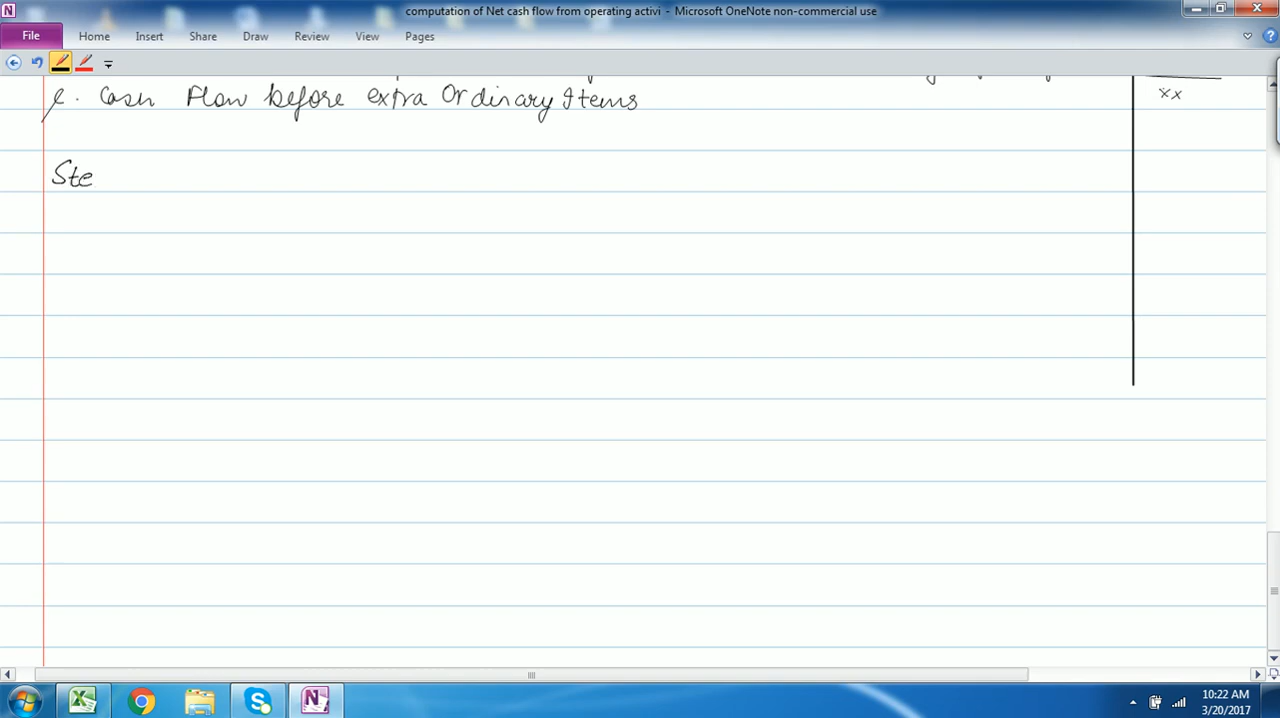 computation of Net cash flow from operating activi - Microsoft OneNote non-commercial use
File Home Insert Share Draw Review View Pages
C. Cash Flow before extra Ordinary Items xx
Ste
10:22 AM
3/20/2017